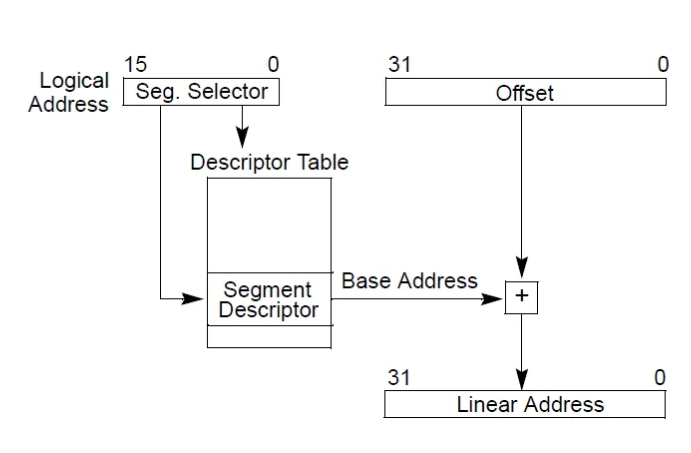 15 0 31 0
Logical
Address
Seg. Selector
Offset
Descriptor Table
Segment
Descriptor
Base Address
+
31 0
Linear Address